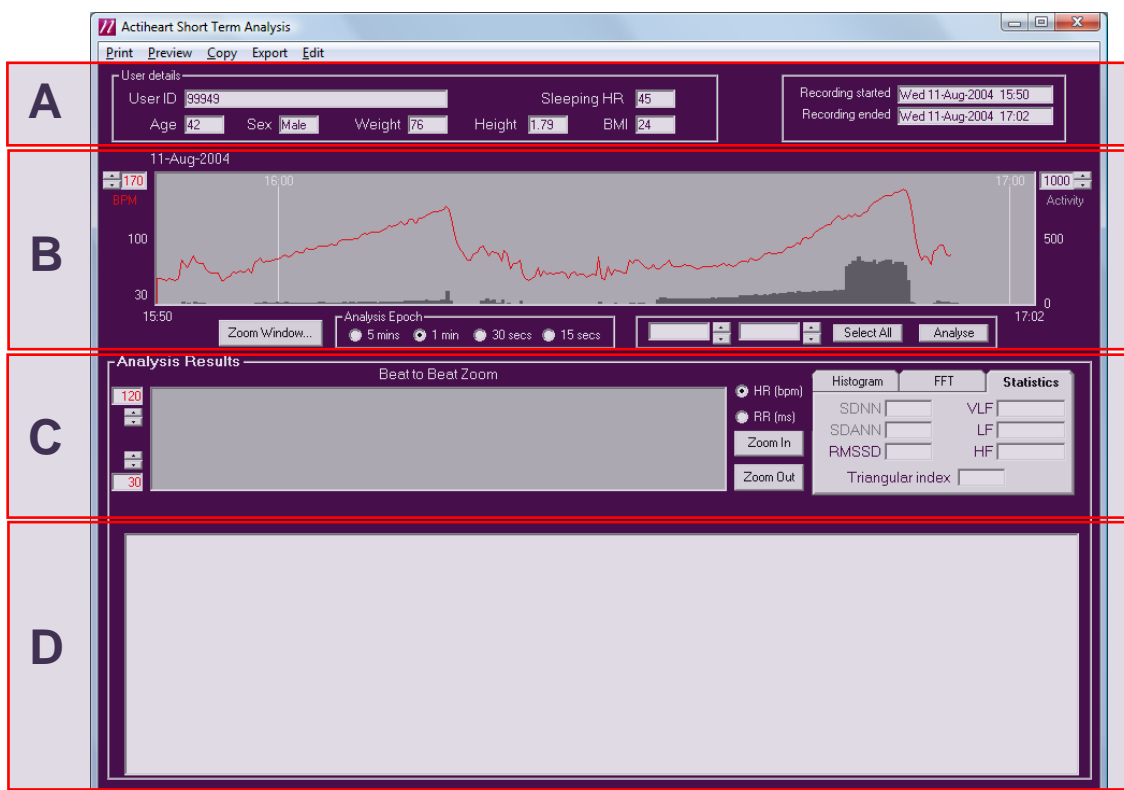 Actiheart Short Term Analysis
Print Preview Copy Export Edit
A
User details
User ID 99949 Sleeping HR 45
Age 42 Sex Male Weight 76 Height 1.79 BMI 24
Recording started Wed 11-Aug-2004 15:50
Recording ended Wed 11-Aug-2004 17:02
B
11-Aug-2004
170 16:00 17:00 1000
BPM Activity
100 500
30 0
15:50 17:02
Zoom Window...
Analysis Epoch
5 mins 1 min 30 secs 15 secs
Select All Analyse
C
Analysis Results
Beat to Beat Zoom
120
30
HR (bpm)
RR (ms)
Zoom In
Zoom Out
Histogram FFT Statistics
SDNN VLF
SDANN LF
RMSSD HF
Triangular index
D